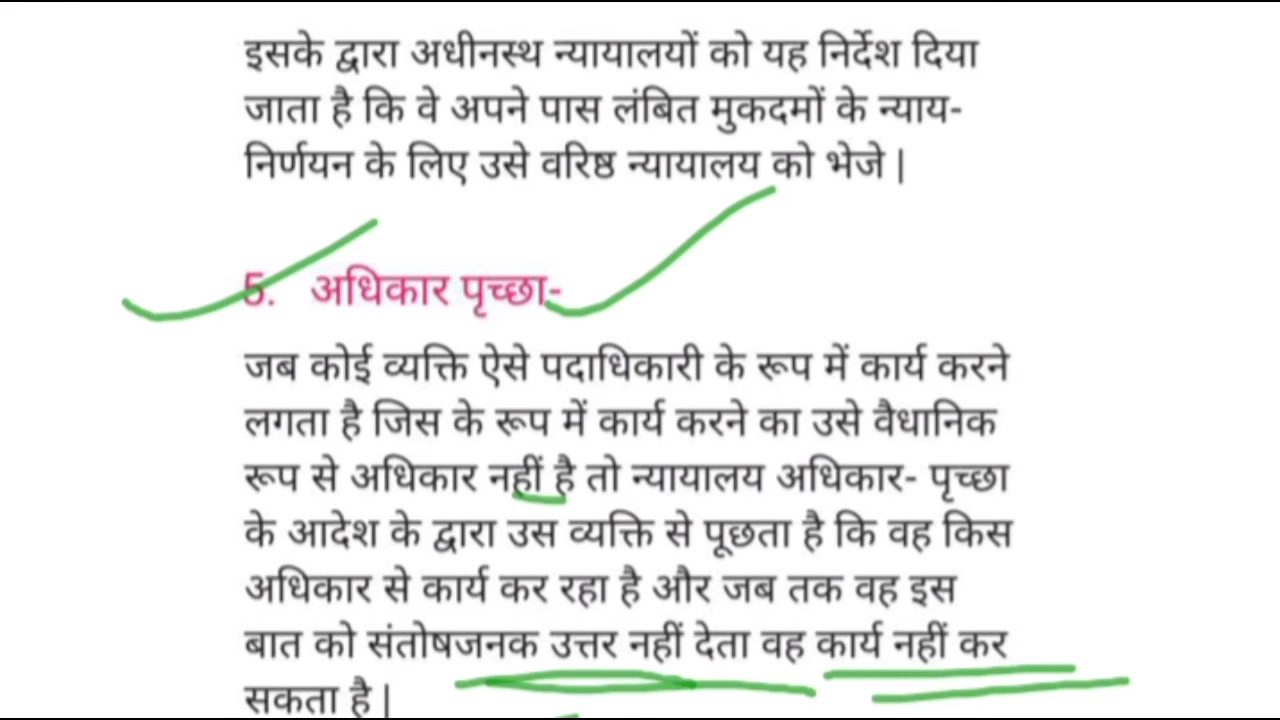 इसके द्वारा अधीनस्थ न्यायालयों को यह निर्देश दिया
जाता है कि वे अपने पास लंबित मुकदमों के न्याय-
निर्णयन के लिए उसे वरिष्ठ न्यायालय को भेजे |
5. अधिकार पृच्छा-
जब कोई व्यक्ति ऐसे पदाधिकारी के रूप में कार्य करने
लगता है जिस के रूप में कार्य करने का उसे वैधानिक
रूप से अधिकार नहीं है तो न्यायालय अधिकार- पृच्छा
के आदेश के द्वारा उस व्यक्ति से पूछता है कि वह किस
अधिकार से कार्य कर रहा है और जब तक वह इस
बात को संतोषजनक उत्तर नहीं देता वह कार्य नहीं कर
सकता है |